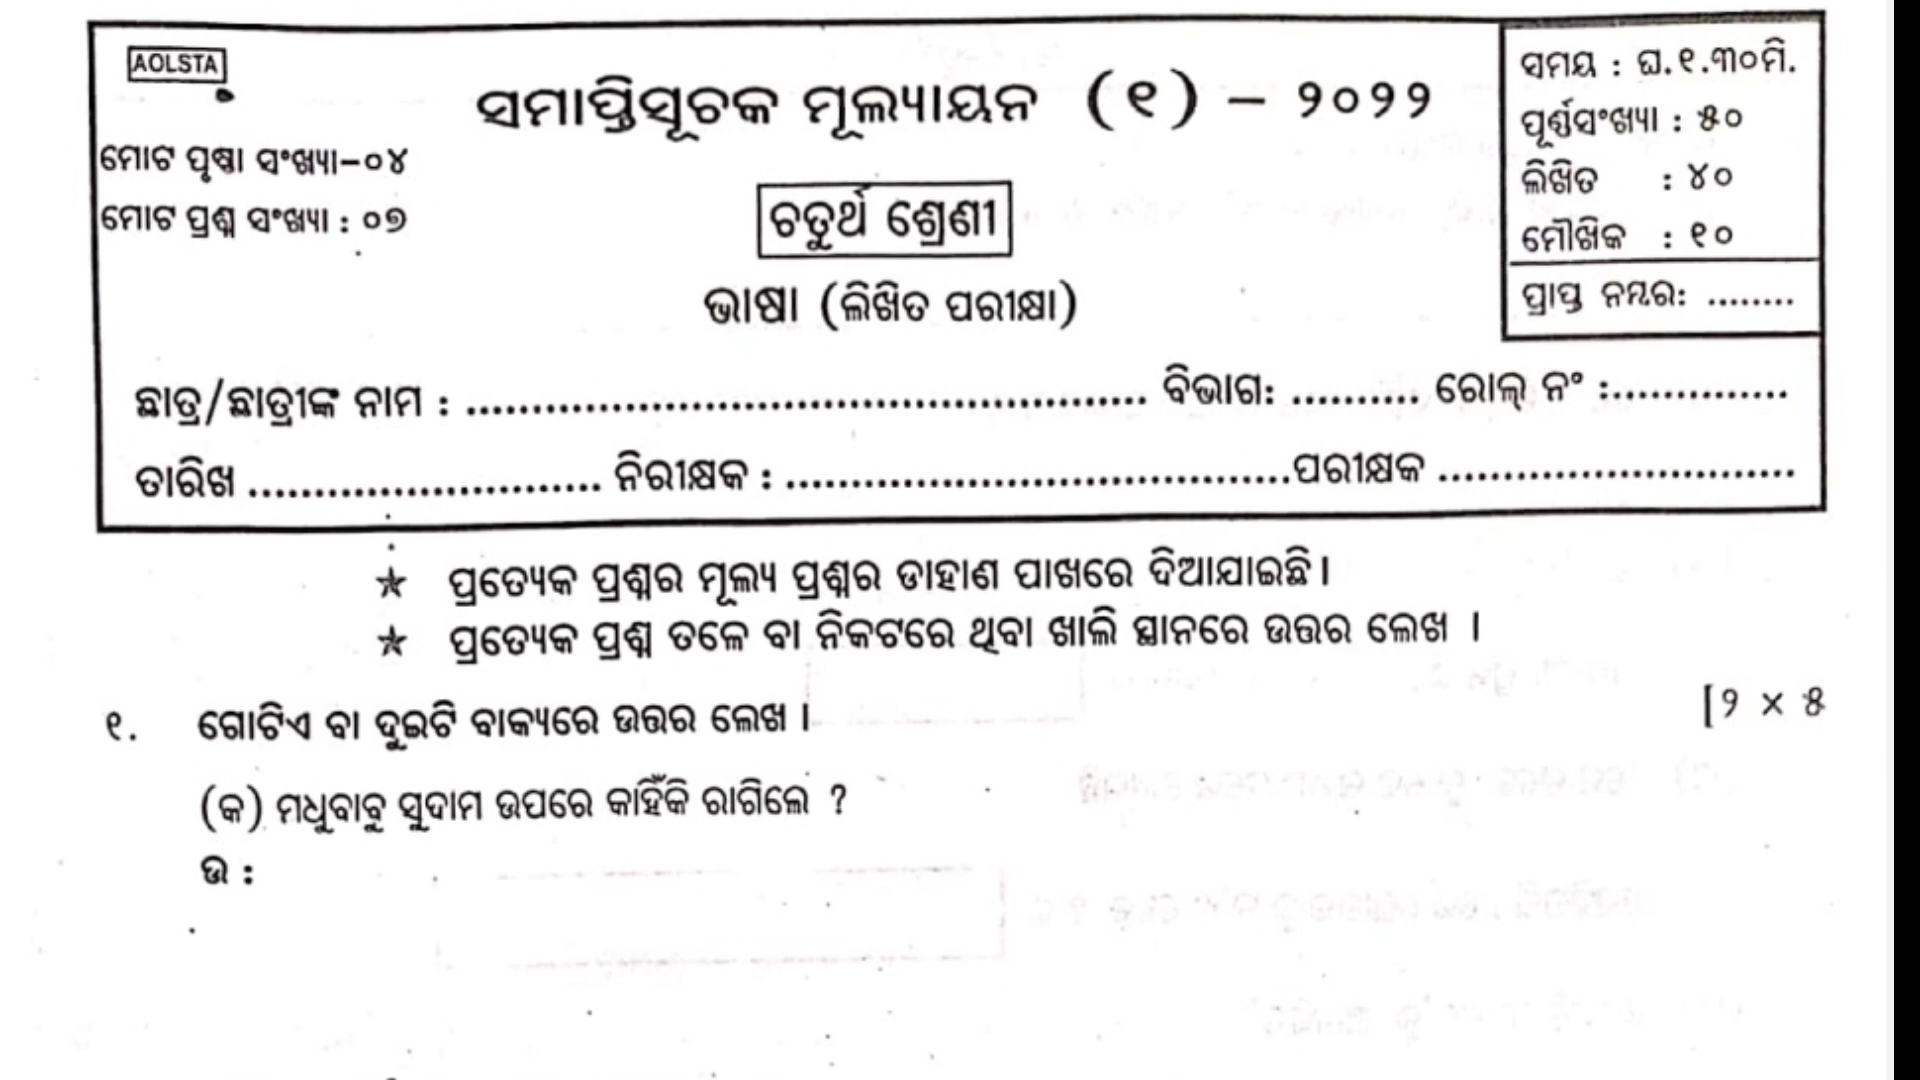 AOLSTA
ସମାପ୍ତିସୂଚକ ମୂଲ୍ୟାୟନ (୧) – ୨୦୨୨
ମୋଟ ପୃଷ୍ଠା ସଂଖ୍ୟା–୦୪
ମୋଟ ପ୍ରଶ୍ନ ସଂଖ୍ୟା : ୦୭
ଚତୁର୍ଥ ଶ୍ରେଣୀ
ଭାଷା (ଲିଖିତ ପରୀକ୍ଷା)
ସମୟ : ଘ.୧.୩୦ମି.
ପୂର୍ଣ୍ଣସଂଖ୍ୟା : ୫୦
ଲିଖିତ : ୪୦
ମୌଖିକ : ୧୦
ପ୍ରାପ୍ତ ନମ୍ବର: ........
ଛାତ୍ର/ଛାତ୍ରୀଙ୍କ ନାମ : .................................................... ବିଭାଗ: .......... ରୋଲ୍ ନଂ :..............
ତାରିଖ ........................... ନିରୀକ୍ଷକ : .......................................ପରୀକ୍ଷକ ............................
★ ପ୍ରତ୍ୟେକ ପ୍ରଶ୍ନର ମୂଲ୍ୟ ପ୍ରଶ୍ନର ଡାହାଣ ପାଖରେ ଦିଆଯାଇଛି।
★ ପ୍ରତ୍ୟେକ ପ୍ରଶ୍ନ ତଳେ ବା ନିକଟରେ ଥିବା ଖାଲି ସ୍ଥାନରେ ଉତ୍ତର ଲେଖ ।
୧. ଗୋଟିଏ ବା ଦୁଇଟି ବାକ୍ୟରେ ଉତ୍ତର ଲେଖ। [୨ × ୫
(କ) ମଧୁବାବୁ ସୁଦାମ ଉପରେ କାହିଁକି ରାଗିଲେ ?
ଉ :